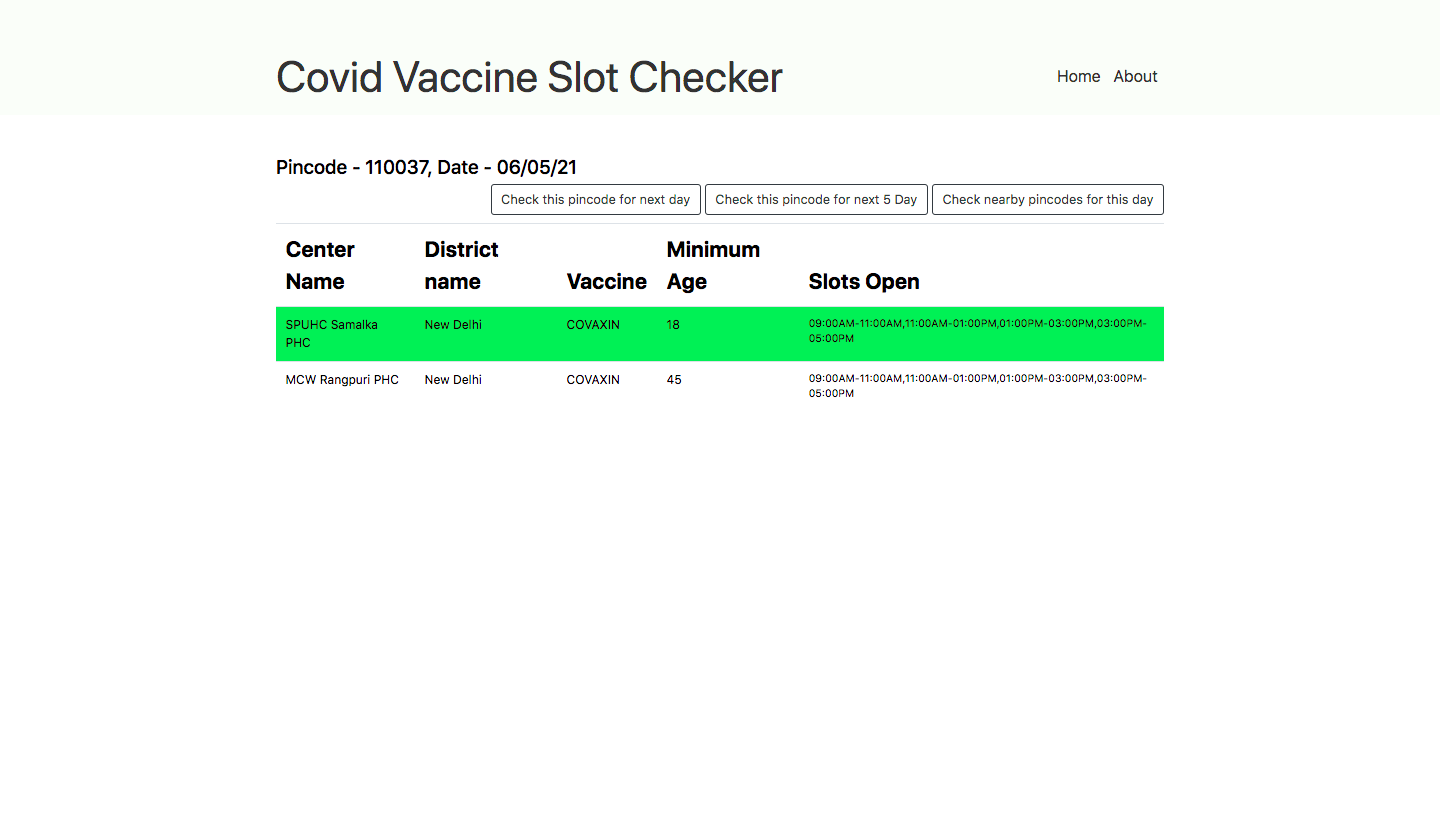 Covid Vaccine Slot Checker
Home About
Pincode - 110037, Date - 06/05/21
Check this pincode for next day Check this pincode for next 5 Day Check nearby pincodes for this day
Center Name District name Vaccine Minimum Age Slots Open
SPUHC Samalka PHC New Delhi COVAXIN 18 09:00AM-11:00AM,11:00AM-01:00PM,01:00PM-03:00PM,03:00PM-05:00PM
MCW Rangpuri PHC New Delhi COVAXIN 45 09:00AM-11:00AM,11:00AM-01:00PM,01:00PM-03:00PM,03:00PM-05:00PM